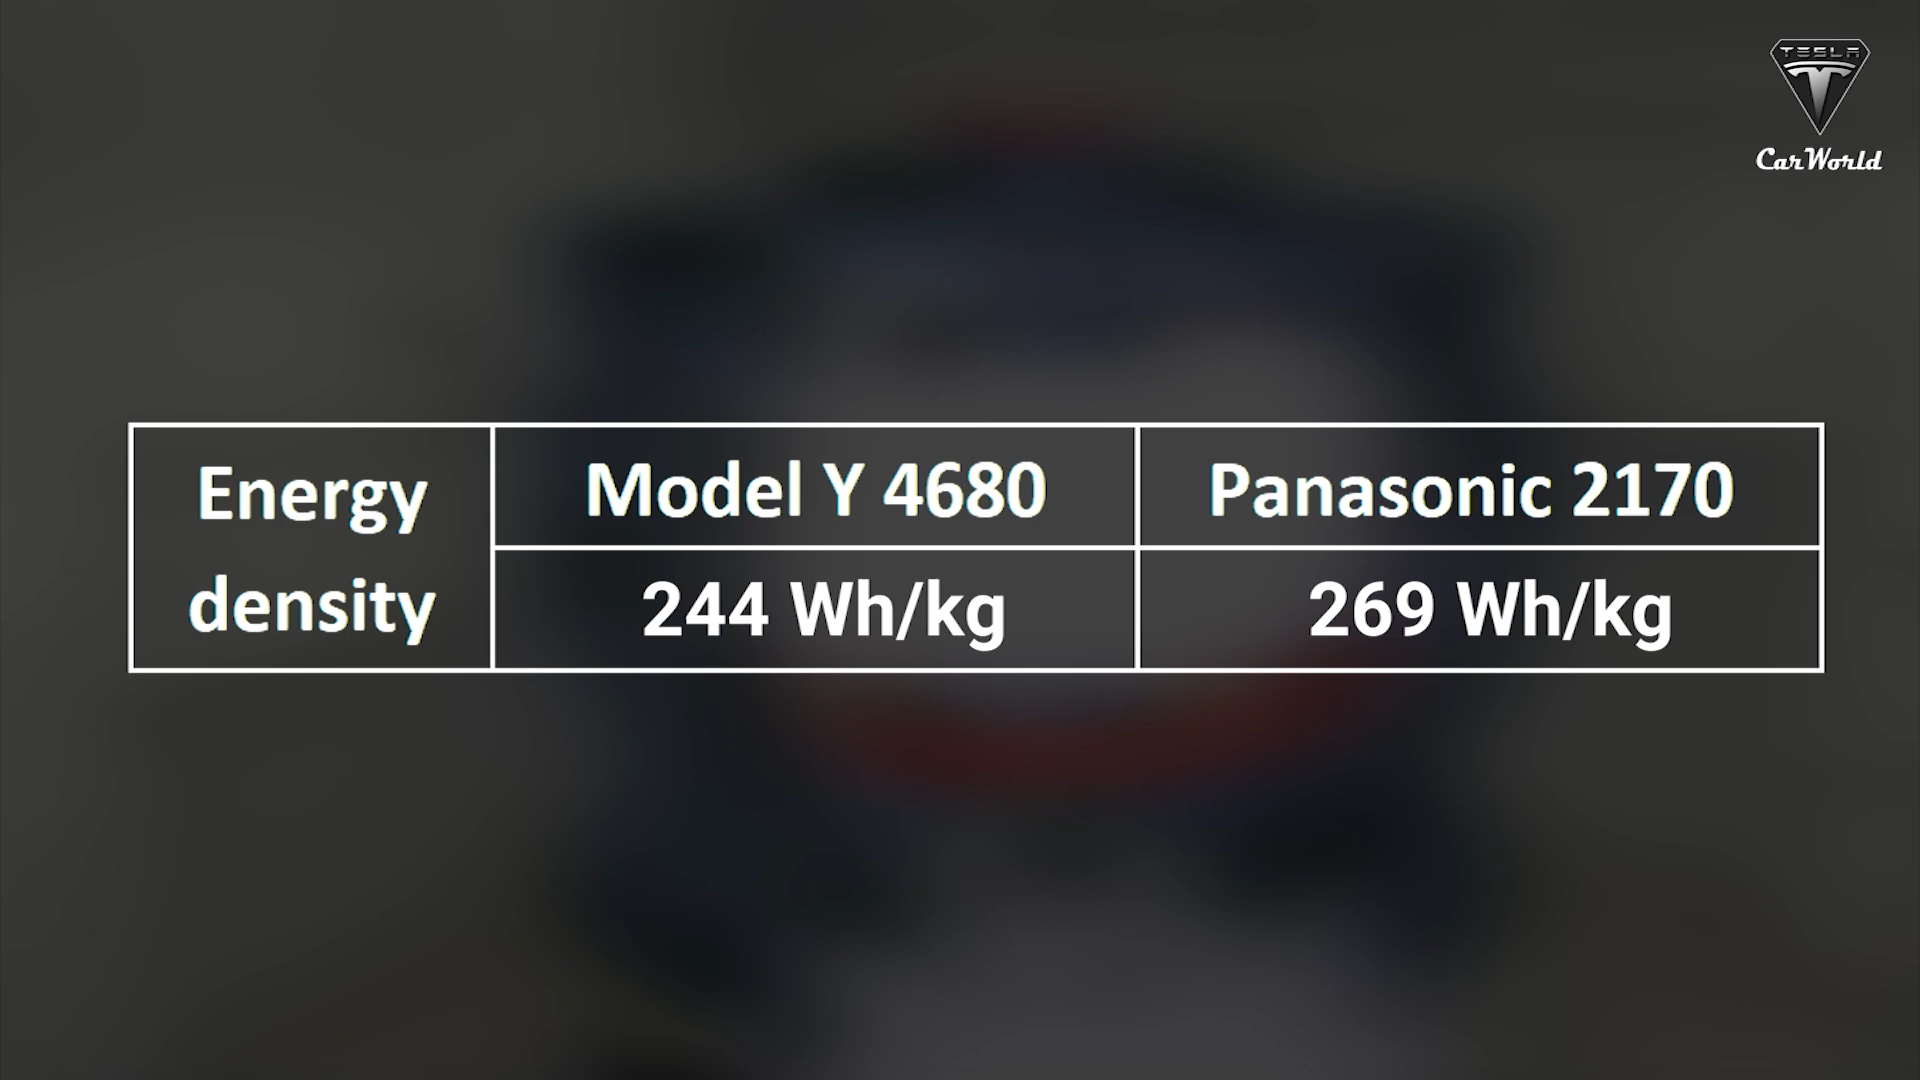 TESLA
CarWorld
Energy
density
Model Y 4680
Panasonic 2170
244 Wh/kg
269 Wh/kg